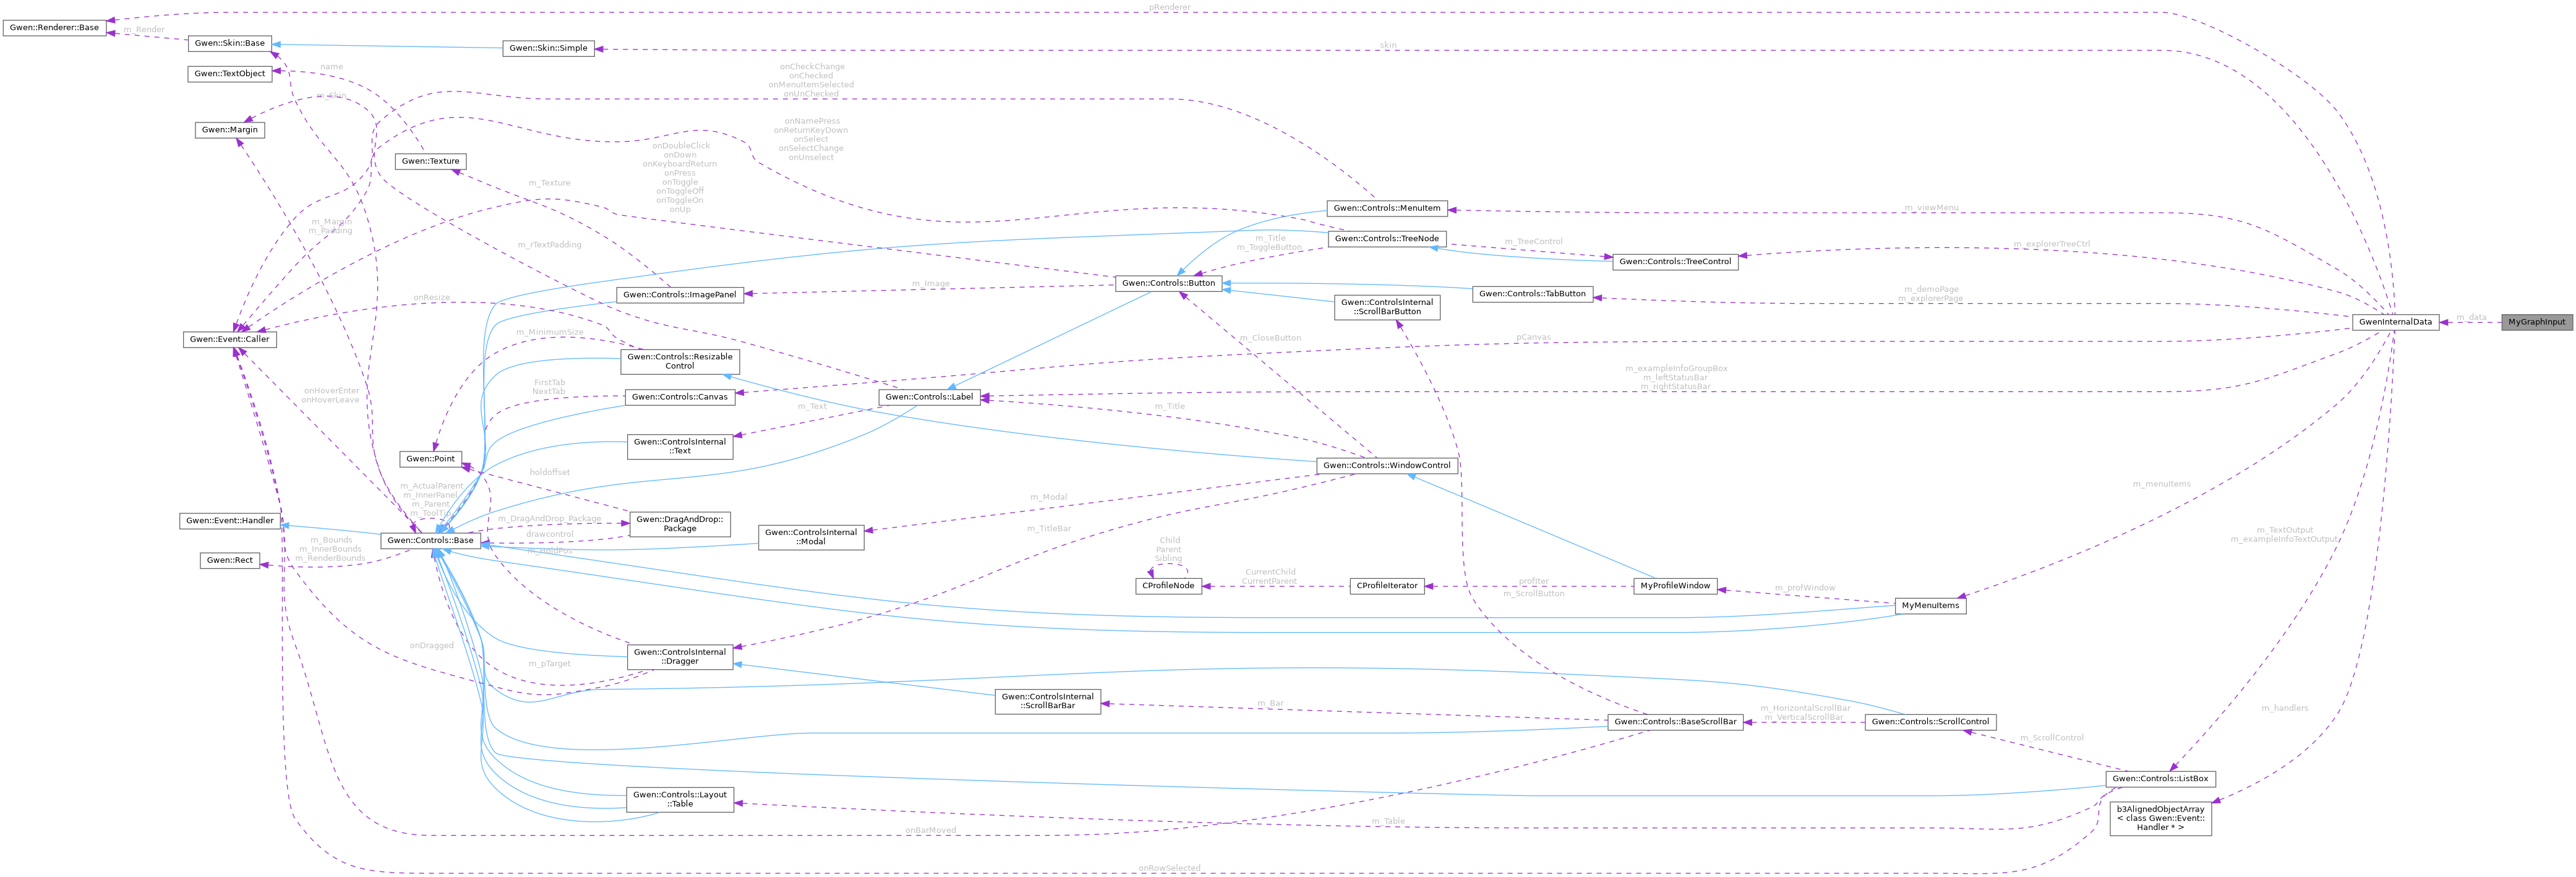 pRenderer
Gwen::Renderer::Base
m_Render
Gwen::Skin::Base
Gwen::Skin::Simple
skin
name
Gwen::TextObject
onCheckChange
onChecked
onMenuItemSelected
onUnChecked
m_Skin
Gwen::Margin
onNamePress
onReturnKeyDown
onSelect
onSelectChange
onUnselect
Gwen::Texture
onDoubleClick
onDown
onKeyboardReturn
onPress
onToggle
onToggleOff
onToggleOn
onUp
m_Texture
Gwen::Controls::MenuItem
m_viewMenu
m_Margin
m_Padding
m_rTextPadding
m_Title
m_ToggleButton
Gwen::Controls::TreeNode
m_TreeControl
m_explorerTreeCtrl
Gwen::Controls::TreeControl
m_Image
Gwen::Controls::Button
Gwen::Controls::ImagePanel
onResize
Gwen::ControlsInternal
::ScrollBarButton
Gwen::Controls::TabButton
m_demoPage
m_explorerPage
GwenInternalData
m_data
MyGraphInput
Gwen::Event::Caller
m_MinimumSize
m_CloseButton
pCanvas
Gwen::Controls::Resizable
Control
m_exampleInfoGroupBox
m_leftStatusBar
m_rightStatusBar
onHoverEnter
onHoverLeave
FirstTab
NextTab
Gwen::Controls::Canvas
Gwen::Controls::Label
m_Text
m_Title
Gwen::ControlsInternal
::Text
Gwen::Point
holdoffset
Gwen::Controls::WindowControl
m_ActualParent
m_InnerPanel
m_Parent
m_ToolTip
m_Modal
m_menuItems
Gwen::Event::Handler
m_DragAndDrop_Package
Gwen::DragAndDrop::
Package
drawcontrol
m_TitleBar
Gwen::ControlsInternal
::Modal
m_TextOutput
m_exampleInfoTextOutput
Gwen::Controls::Base
m_HoldPos
m_Bounds
m_InnerBounds
m_RenderBounds
Gwen::Rect
Child
Parent
Sibling
CProfileNode
CurrentChild
CurrentParent
CProfileIterator
profIter
MyProfileWindow
m_profWindow
m_ScrollButton
MyMenuItems
onDragged
m_pTarget
Gwen::ControlsInternal
::Dragger
Gwen::ControlsInternal
::ScrollBarBar
m_Bar
Gwen::Controls::BaseScrollBar
m_HorizontalScrollBar
m_VerticalScrollBar
Gwen::Controls::ScrollControl
m_handlers
m_ScrollControl
Gwen::Controls::ListBox
Gwen::Controls::Layout
::Table
b3AlignedObjectArray
< class Gwen::Event::
Handler * >
m_Table
onBarMoved
onRowSelected